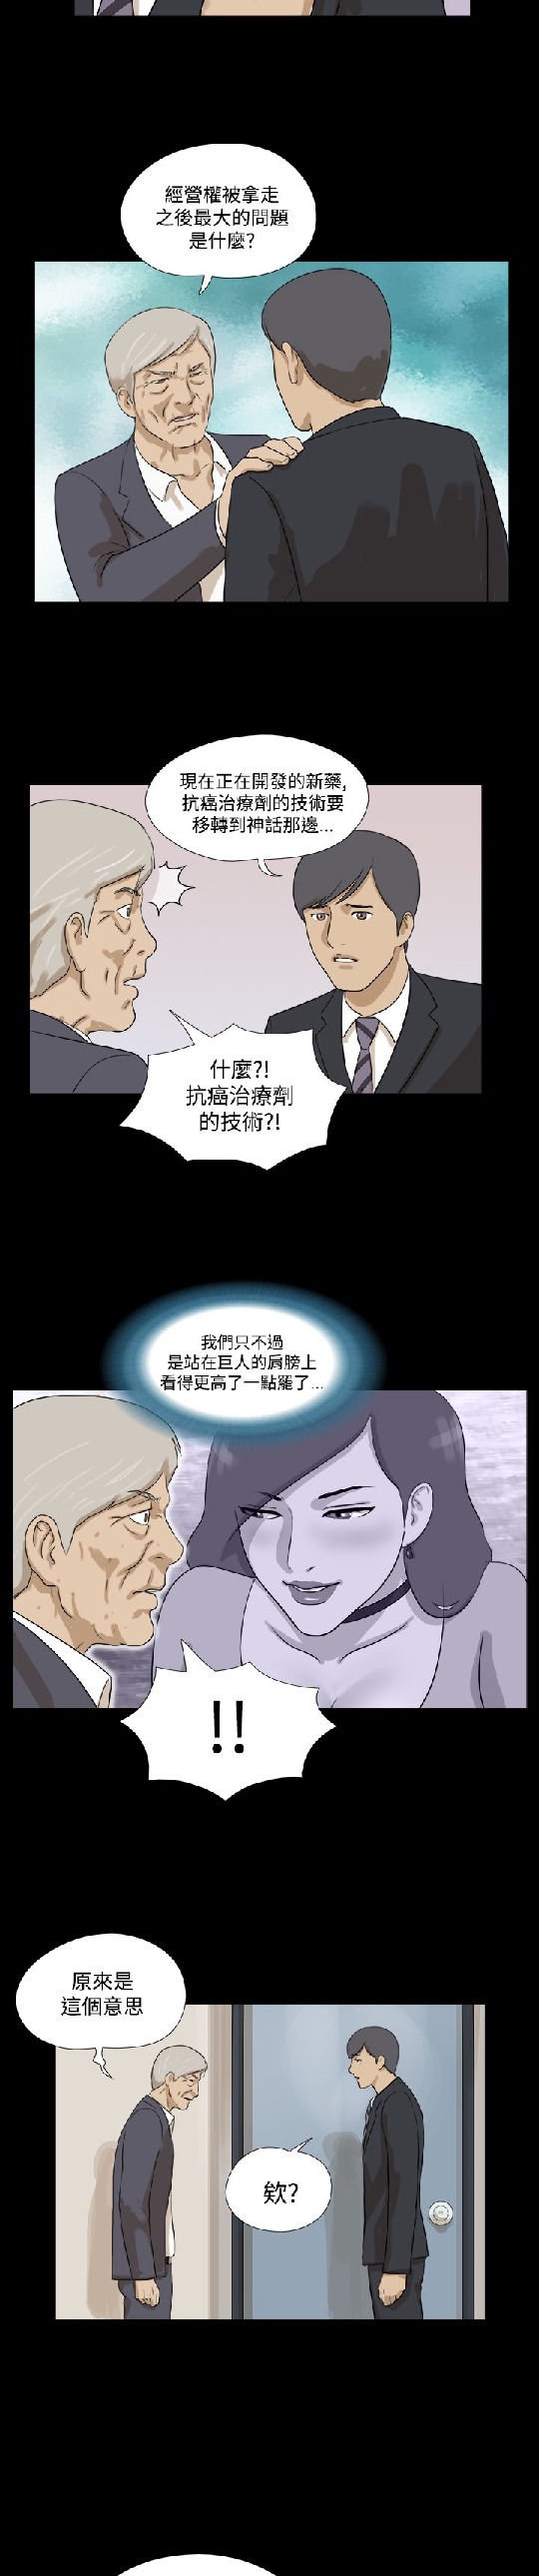 經營權被拿走
之後最大的問題
是什麼?
現在正在開發的新藥,
抗癌治療劑的技術要
移轉到神話那邊...
什麼?!
抗癌治療劑
的技術?!
我們只不過
是站在巨人的肩膀上
看得更高了一點罷了...
!!
原來是
這個意思
欸?